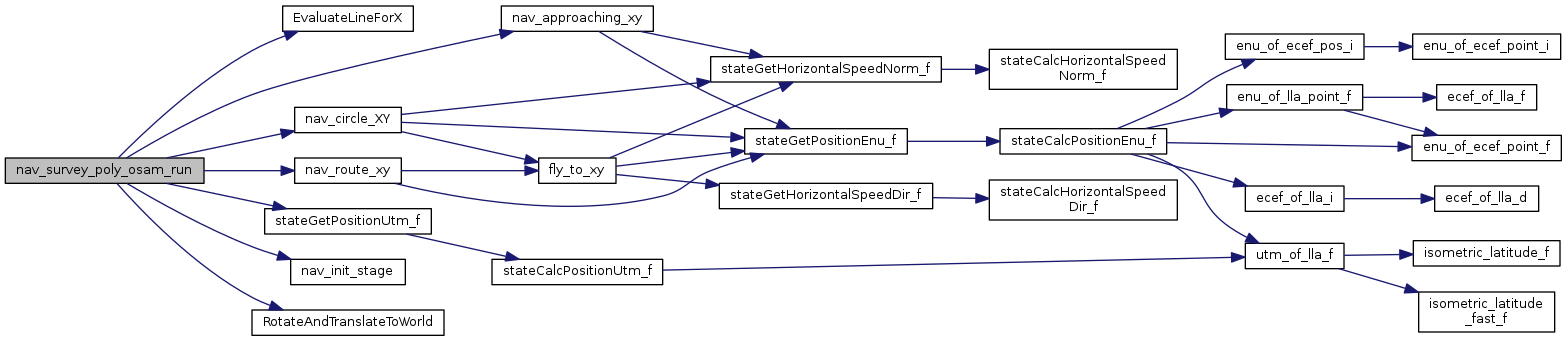 nav_survey_poly_osam_run
EvaluateLineForX
nav_approaching_xy
nav_circle_XY
nav_route_xy
stateGetPositionUtm_f
nav_init_stage
RotateAndTranslateToWorld
fly_to_xy
stateCalcPositionUtm_f
stateGetHorizontalSpeedNorm_f
stateGetPositionEnu_f
stateGetHorizontalSpeedDir_f
stateCalcHorizontalSpeed
Norm_f
stateCalcPositionEnu_f
stateCalcHorizontalSpeed
Dir_f
enu_of_ecef_pos_i
enu_of_lla_point_f
ecef_of_lla_i
utm_of_lla_f
enu_of_ecef_point_i
ecef_of_lla_f
enu_of_ecef_point_f
ecef_of_lla_d
isometric_latitude_f
isometric_latitude
_fast_f